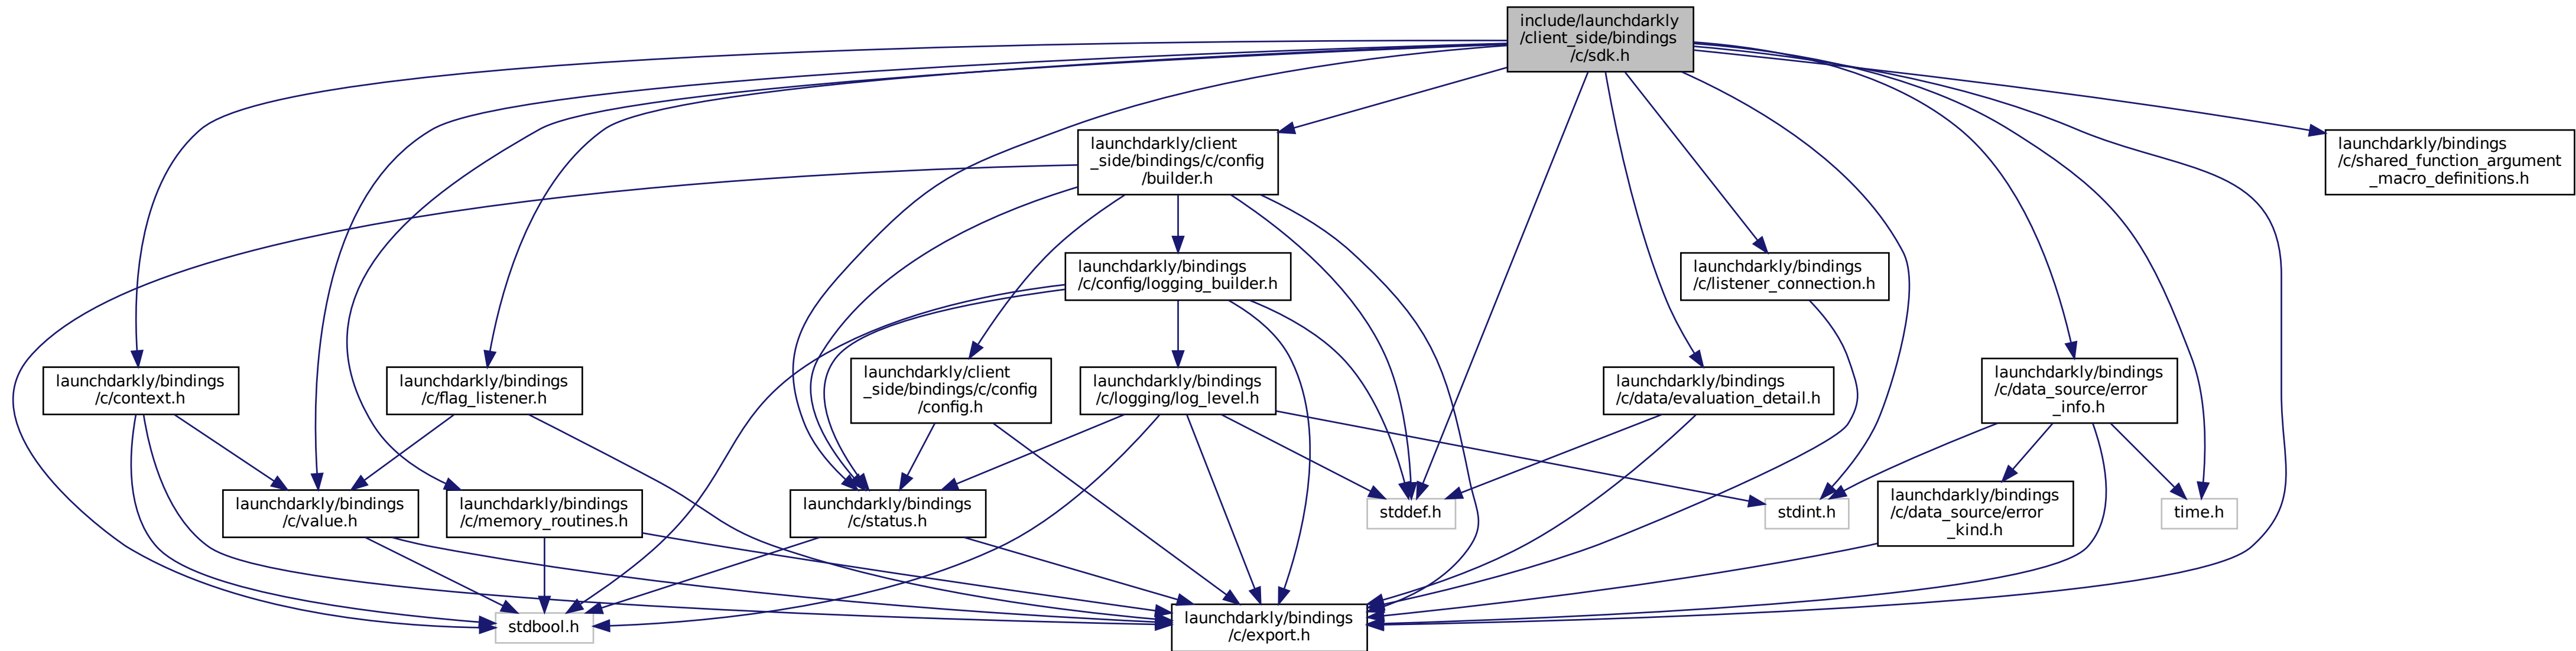 include/launchdarkly
/client_side/bindings
/c/sdk.h
launchdarkly/client
_side/bindings/c/config
/builder.h
launchdarkly/bindings
/c/shared_function_argument
_macro_definitions.h
launchdarkly/bindings
/c/config/logging_builder.h
launchdarkly/bindings
/c/listener_connection.h
launchdarkly/bindings
/c/context.h
launchdarkly/bindings
/c/flag_listener.h
launchdarkly/client
_side/bindings/c/config
/config.h
launchdarkly/bindings
/c/logging/log_level.h
launchdarkly/bindings
/c/data/evaluation_detail.h
launchdarkly/bindings
/c/data_source/error
_info.h
launchdarkly/bindings
/c/value.h
launchdarkly/bindings
/c/memory_routines.h
launchdarkly/bindings
/c/status.h
stddef.h
stdint.h
launchdarkly/bindings
/c/data_source/error
_kind.h
time.h
stdbool.h
launchdarkly/bindings
/c/export.h